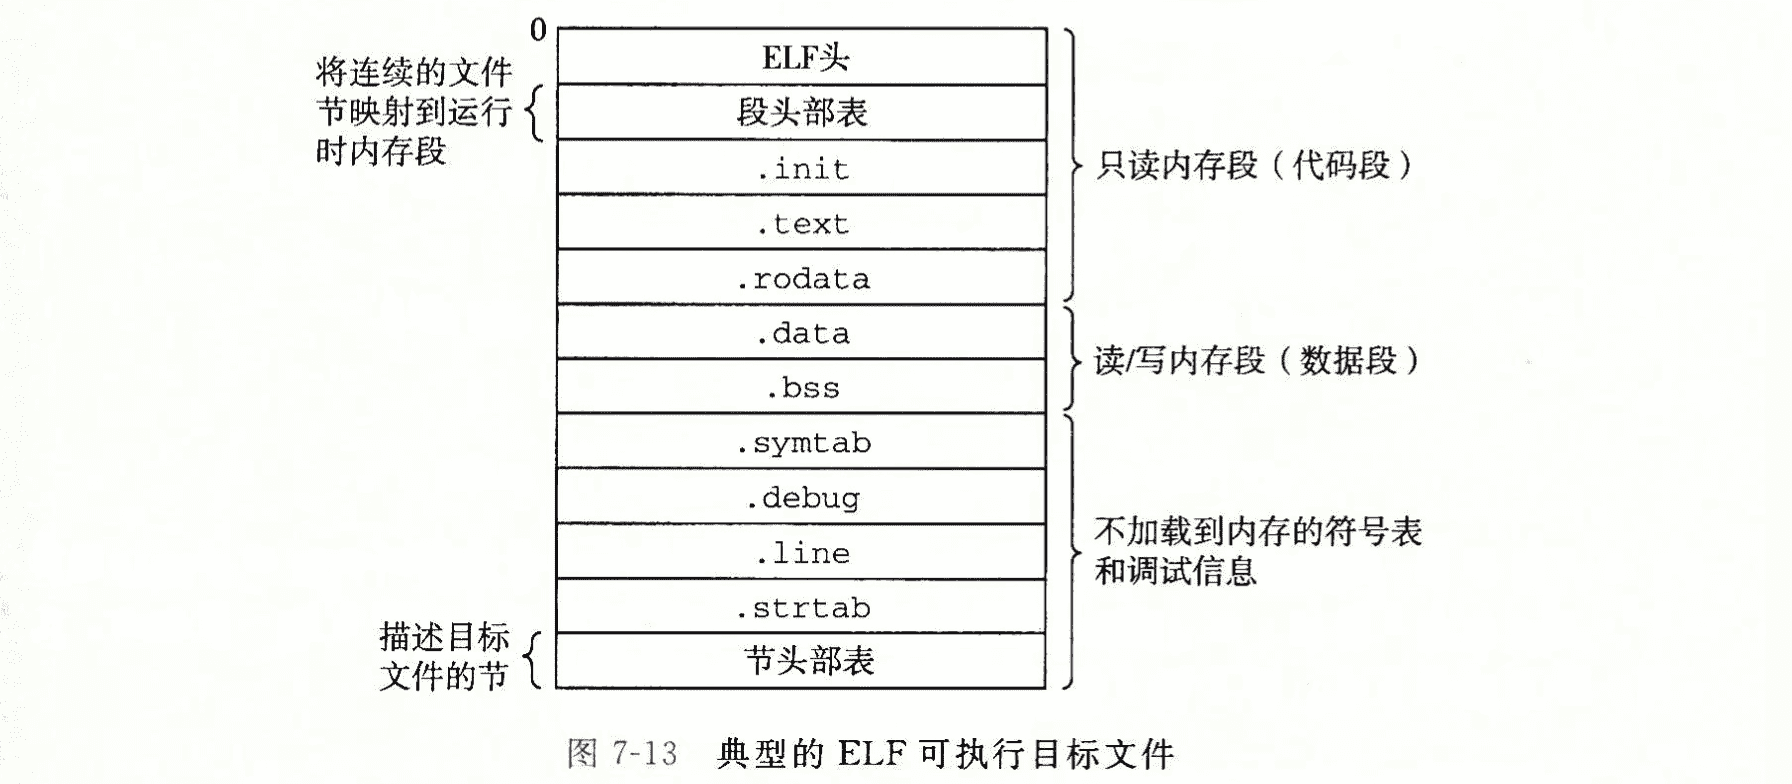 0
ELF头
将连续的文件
节映射到运行
时内存段
段头部表
.init
.text
.rodata
只读内存段（代码段）
.data
.bss
读/写内存段（数据段）
.symtab
.debug
.line
.strtab
不加载到内存的符号表
和调试信息
描述目标
文件的节
节头部表
图 7-13 典型的 ELF 可执行目标文件